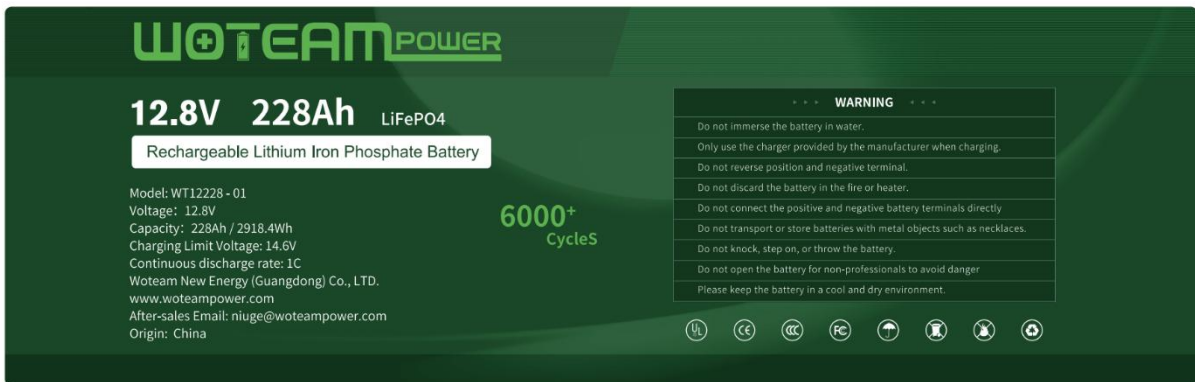 WOTEAM POWER
12.8V 228Ah LiFePO4
Rechargeable Lithium Iron Phosphate Battery
Model: WT12228 - 01
Voltage: 12.8V
Capacity: 228Ah / 2918.4Wh
Charging Limit Voltage: 14.6V
Continuous discharge rate: 1C
Woteam New Energy (Guangdong) Co., LTD.
www.woteampower.com
After-sales Email: niuge@woteampower.com
Origin: China
6000+
CycleS
WARNING
Do not immerse the battery in water.
Only use the charger provided by the manufacturer when charging.
Do not reverse position and negative terminal.
Do not discard the battery in the fire or heater.
Do not connect the positive and negative battery terminals directly
Do not transport or store batteries with metal objects such as necklaces.
Do not knock, step on, or throw the battery.
Do not open the battery for non-professionals to avoid danger
Please keep the battery in a cool and dry environment.
UL CE CCC FC